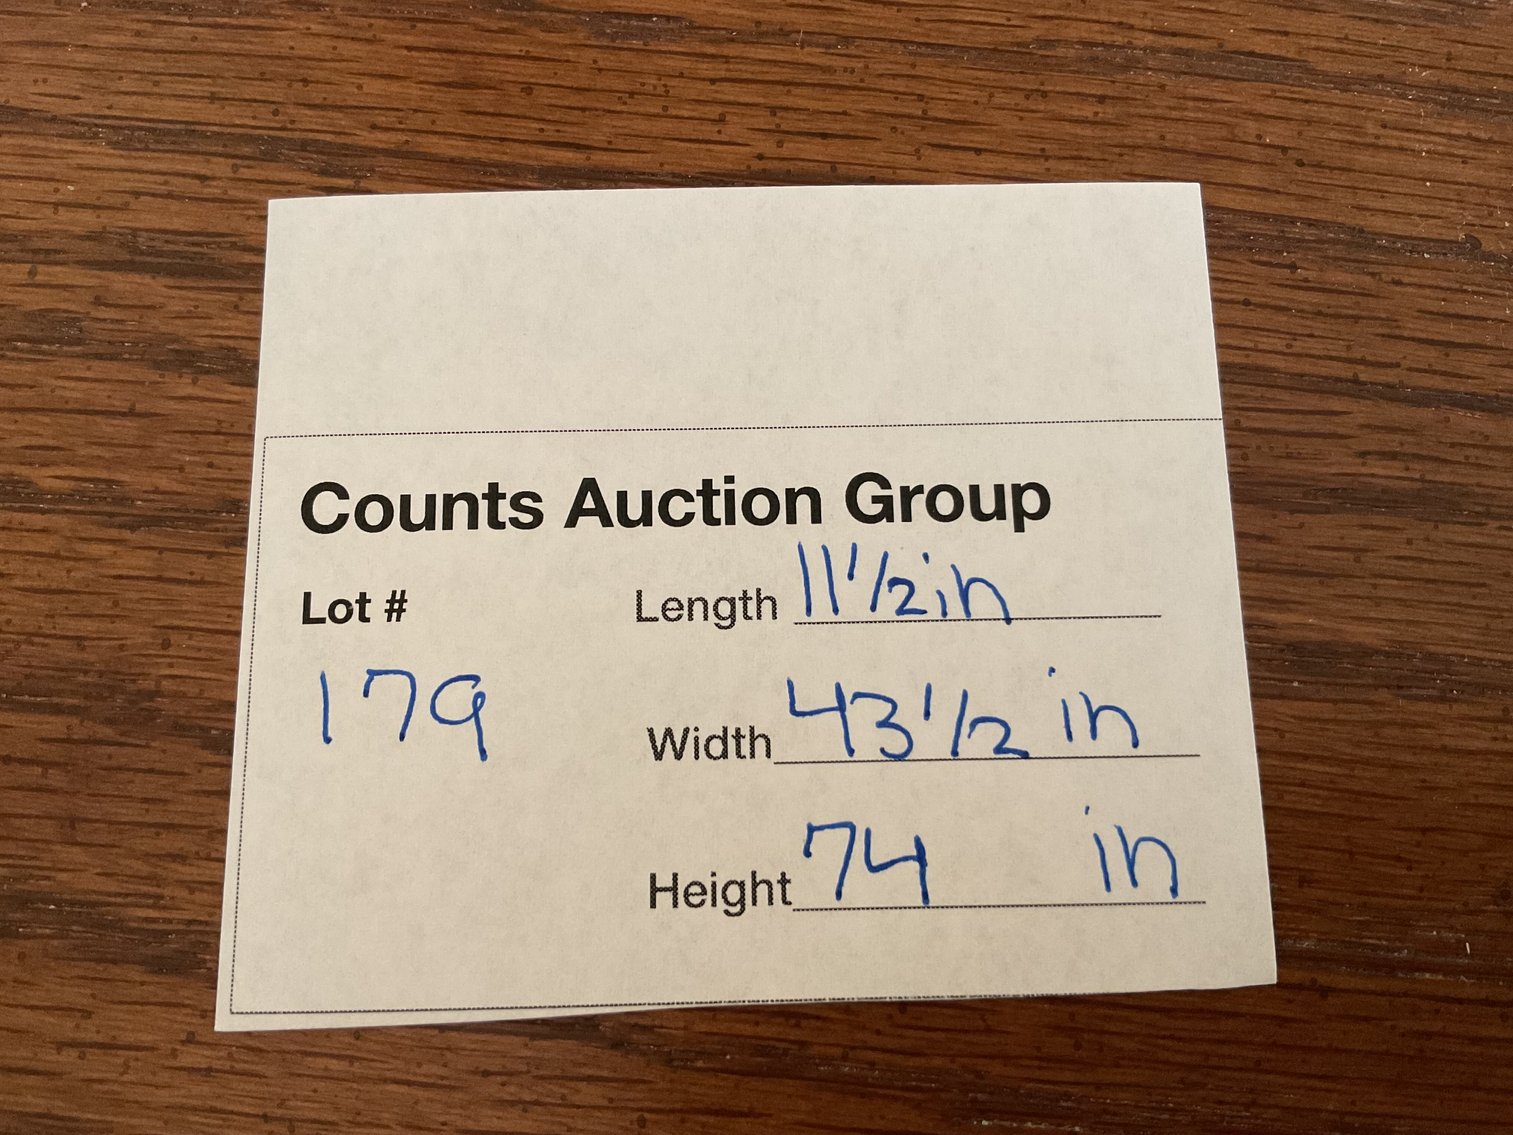 Counts Auction Group
Lot #
179
Length 11 1/2 in
Width 43 1/2 in
Height 74 in